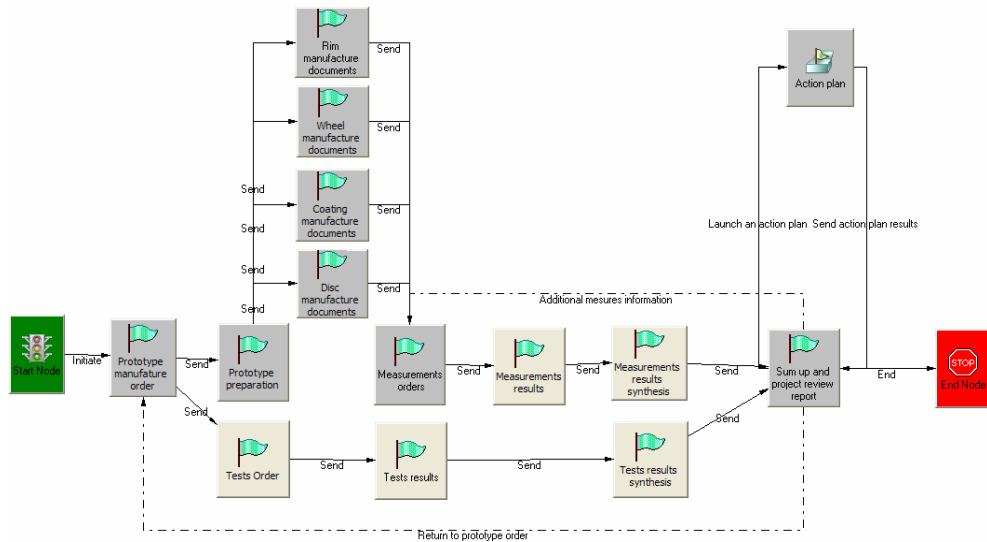 Rim
manufacture
documents
Send
Wheel
manufacture
documents
Send
Send
Coating
manufacture
documents
Send
Send
Send
Disc
manufacture
documents
Send
Send
Action plan
Launch an action plan
Send action plan results
Additional mesures information
Start Node
Initiate
Prototype
manufature
order
Send
Prototype
preparation
Measurements
orders
Send
Measurements
results
Send
Measurements
results
synthesis
Send
Sum up and
project review
report
End
STOP
End Node
Send
Tests Order
Send
Tests results
Send
Tests results
synthesis
Send
Return to prototype order